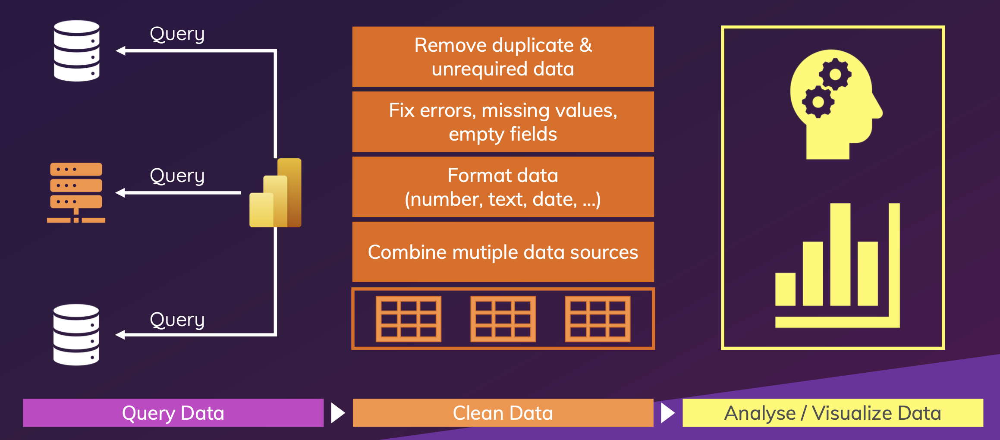 Query
Query
Query
Remove duplicate &
unrequired data
Fix errors, missing values,
empty fields
Format data
(number, text, date, ...)
Combine mutiple data sources
Query Data
Clean Data
Analyse / Visualize Data